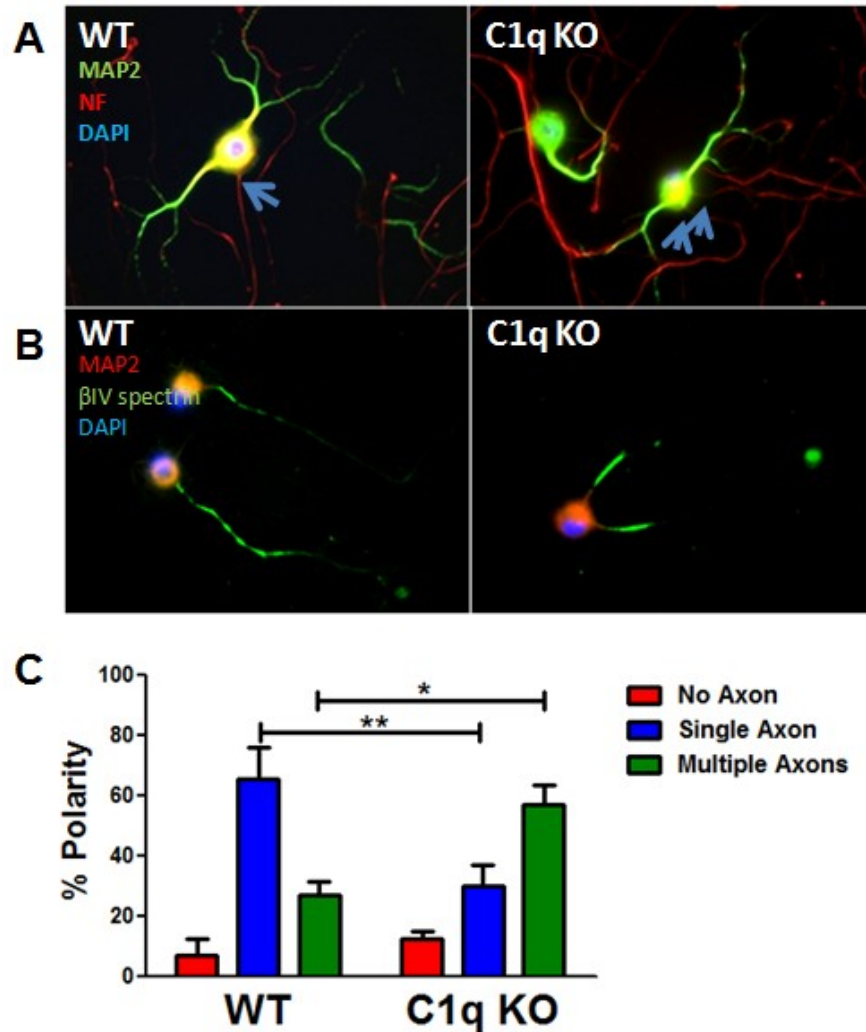 A
WT
MAP2
NF
DAPI
C1q KO
B
WT
MAP2
βIV spectrin
DAPI
C1q KO
C
% Polarity
100
80
60
40
20
0
*
**
WT
C1q KO
No Axon
Single Axon
Multiple Axons